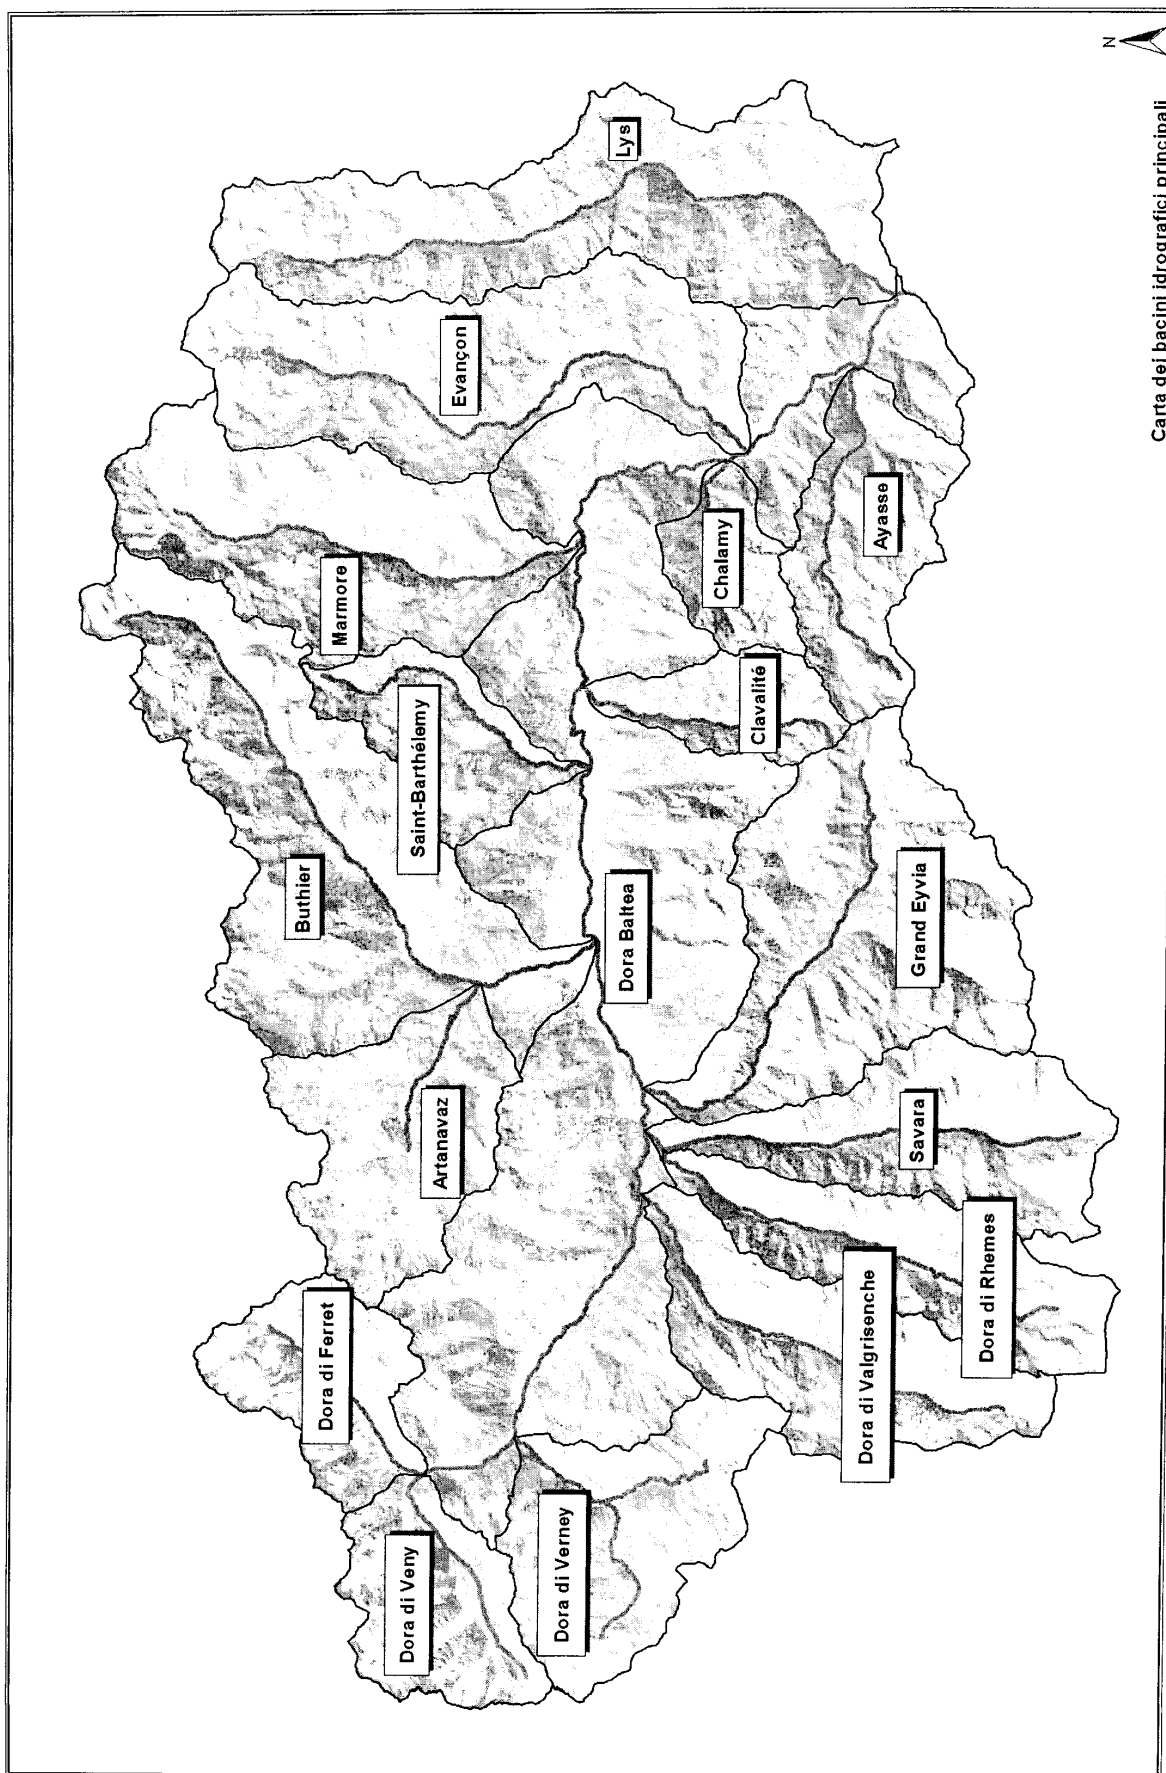 N
Carta dei bacini idrografici principali
Lys
Evançon
Marmore
Saint-Barthélemy
Buthier
Artanavaz
Dora di Ferret
Dora di Veny
Dora di Verney
Dora Baltea
Chalamy
Ayasse
Clavalité
Grand Eyvia
Savara
Dora di Rhemes
Dora di Valgrisenche